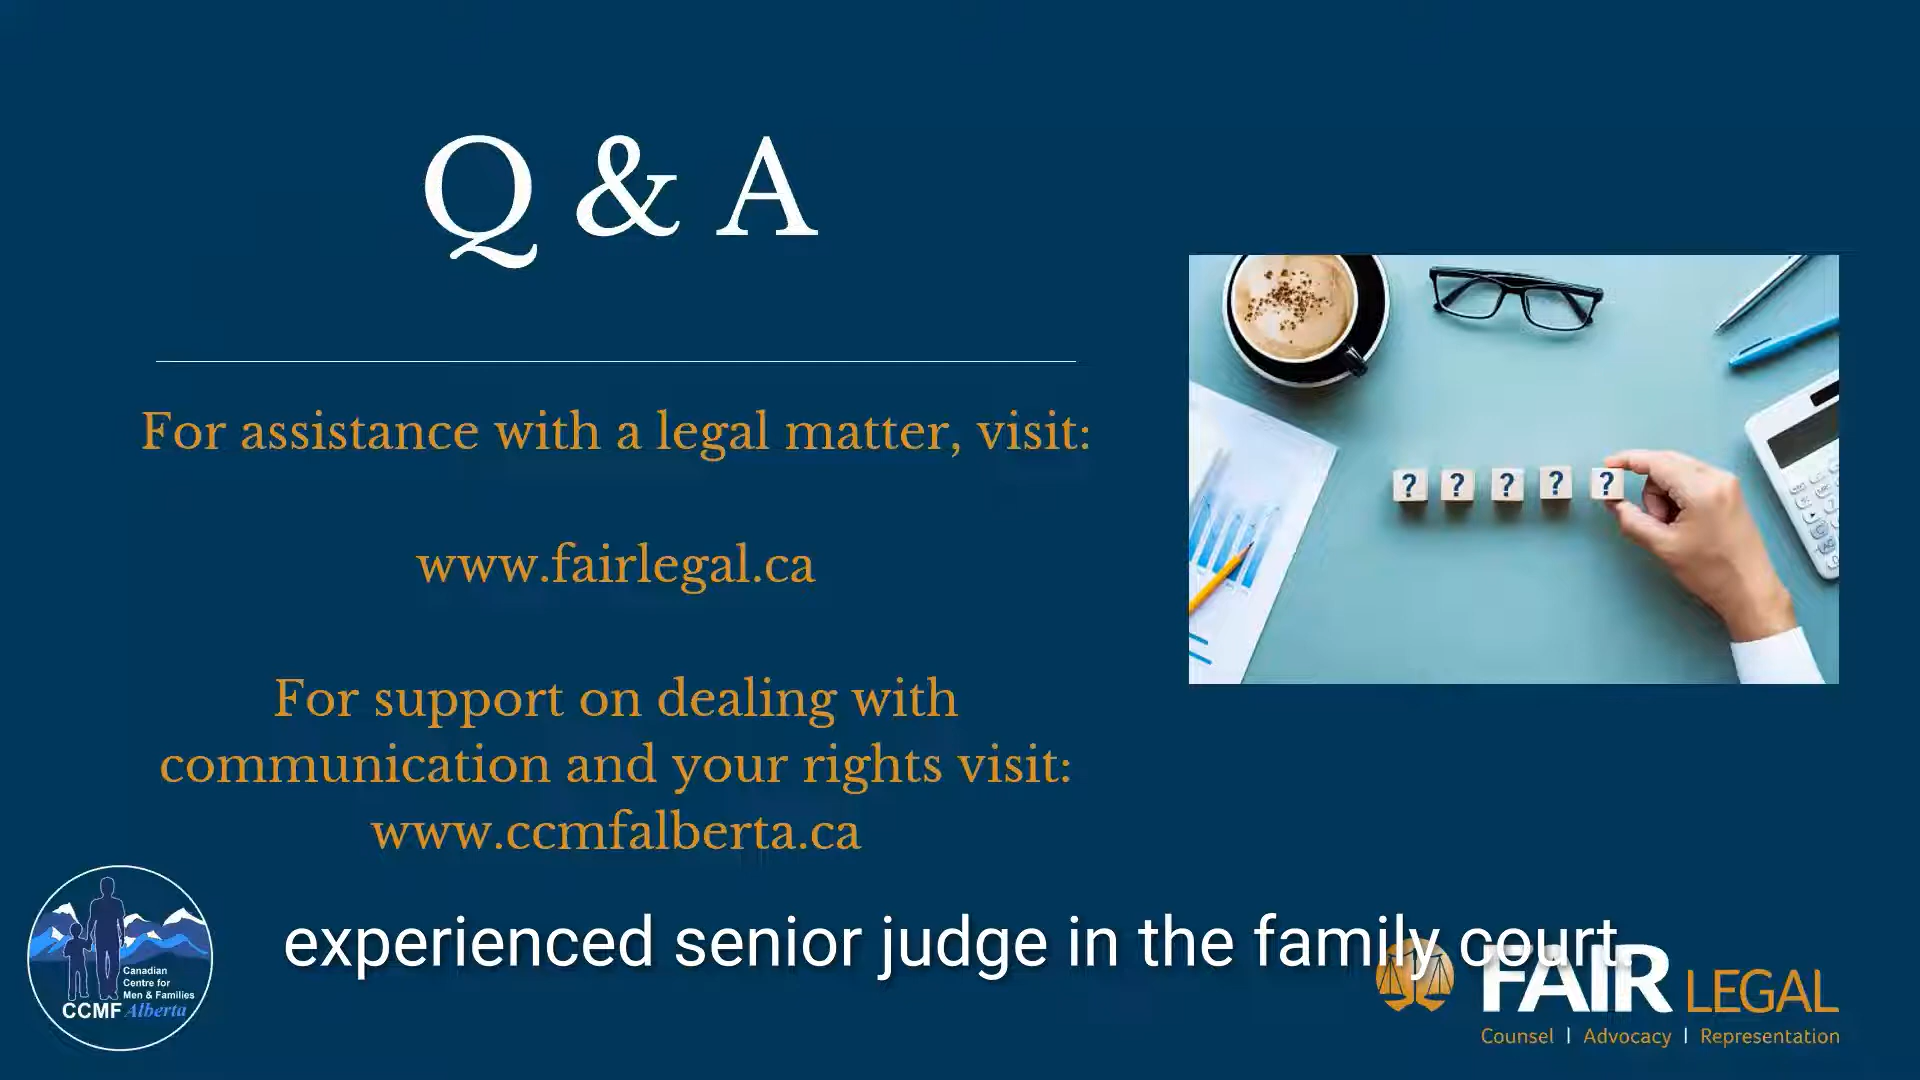 Q & A
For assistance with a legal matter, visit:
www.fairlegal.ca
For support on dealing with
communication and your rights visit:
www.ccmfalberta.ca
? ? ? ? ?
experienced senior judge in the family court.
Canadian
Centre for
Men & Families
CCMF Alberta
FAIR LEGAL
Counsel | Advocacy | Representation